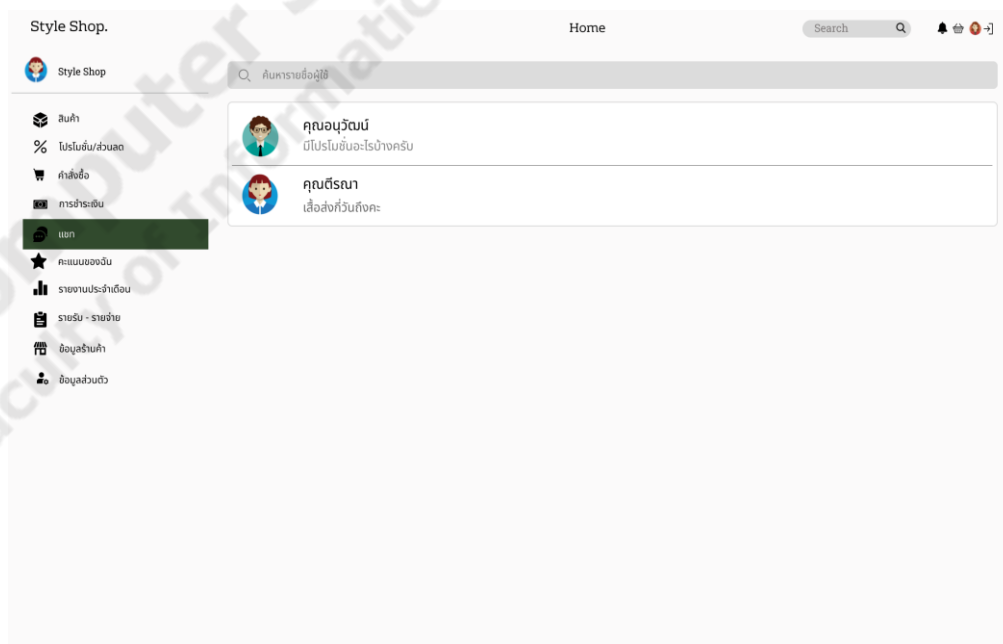 Style Shop.
Home
Search
Style Shop
ค้นหารายชื่อผู้ใช้
สินค้า
โปรโมชั่น/ส่วนลด
คำสั่งซื้อ
การชำระเงิน
แชท
คะแนนของฉัน
รายงานประจำเดือน
รายรับ - รายจ่าย
ข้อมูลร้านค้า
ข้อมูลส่วนตัว
คุณอนุวัฒน์
มีโปรโมชั่นอะไรบ้างครับ
คุณตีรณา
เสื้อส่งกี่วันถึงคะ